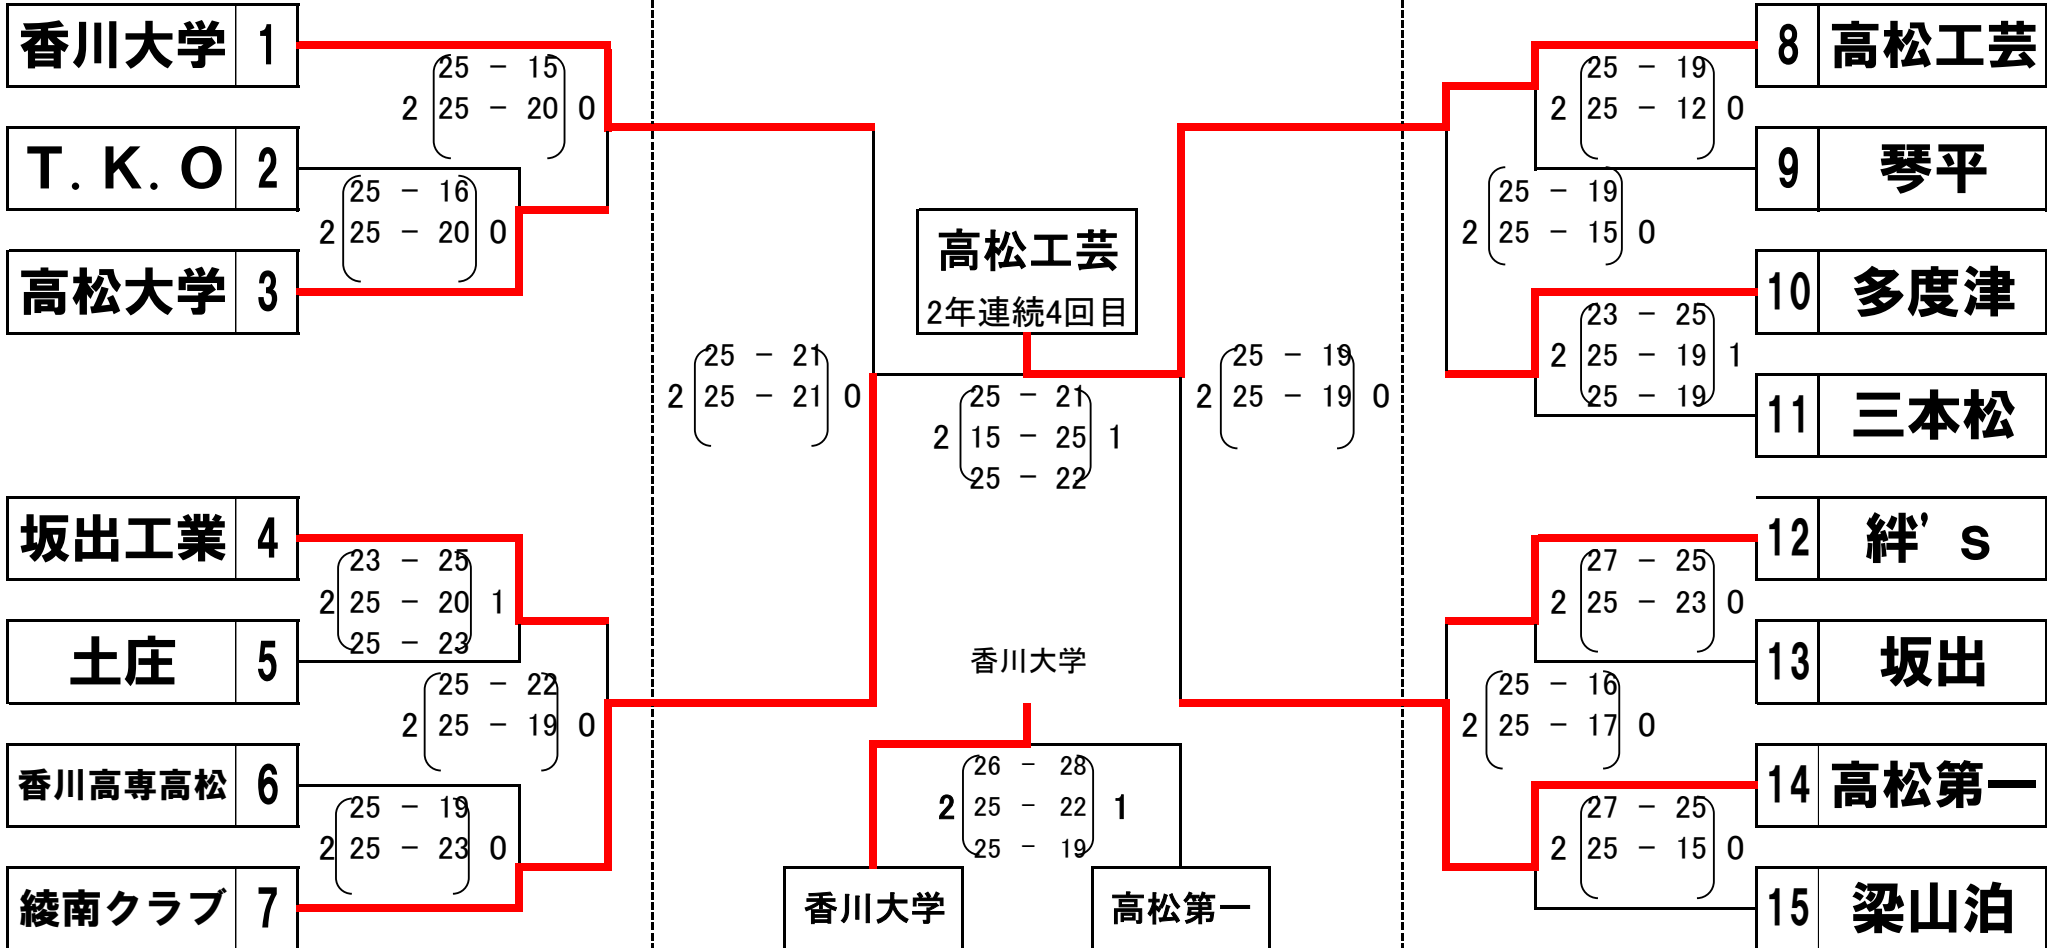 香川大学 1
25 － 15
2 25 － 20 0
T.K.O 2
25 － 16
2 25 － 20 0
高松大学 3
25 － 21
2 25 － 21 0
坂出工業 4
23 － 25
2 25 － 20 1
25 － 23
土庄 5
25 － 22
2 25 － 19 0
香川高専高松 6
25 － 19
2 25 － 23 0
綾南クラブ 7
高松工芸
2年連続4回目
25 － 21
2 15 － 25 1
25 － 22
香川大学
26 － 28
2 25 － 22 1
25 － 19
香川大学
高松第一
25 － 19
2 25 － 19 0
8 高松工芸
25 － 19
2 25 － 12 0
9 琴平
25 － 19
2 25 － 15 0
10 多度津
23 － 25
2 25 － 19 1
25 － 19
11 三本松
12 絆’s
27 － 25
2 25 － 23 0
13 坂出
25 － 16
2 25 － 17 0
14 高松第一
27 － 25
2 25 － 15 0
15 梁山泊